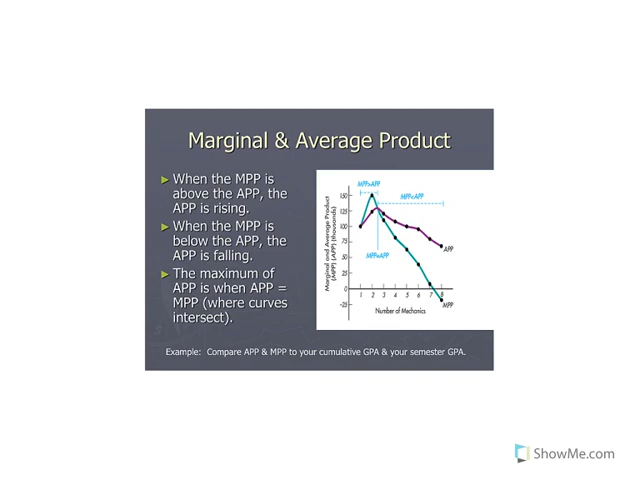 Marginal & Average Product
► When the MPP is
above the APP, the
APP is rising.
► When the MPP is
below the APP, the
APP is falling.
► The maximum of
APP is when APP =
MPP (where curves
intersect).
MPP>APP
MPP<APP
MPP=APP
Marginal and Average Product
(MPP) (APP) (thousands)
150
125
100
.75
.50
25
0
-25
1 2 3 4 5 6 7 8
APP
MPP
Number of Mechanics
Example: Compare APP & MPP to your cumulative GPA & your semester GPA.
ShowMe.com